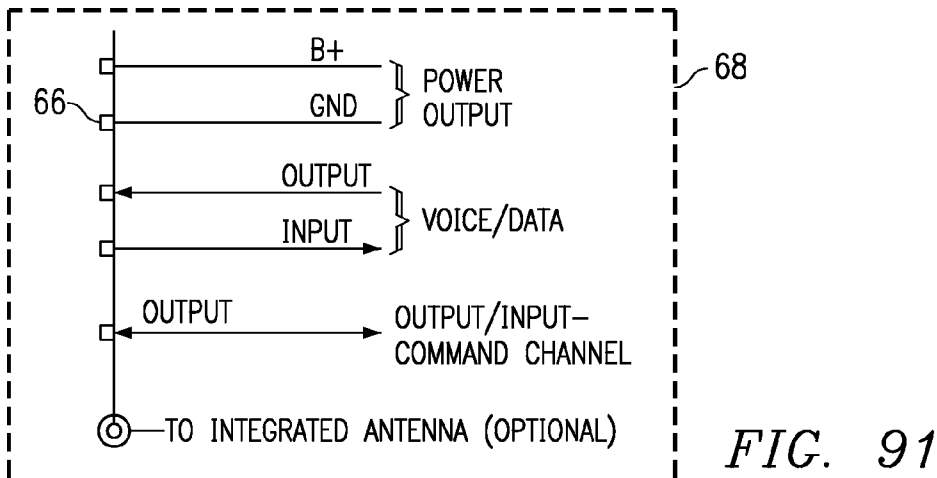 B+
POWER
OUTPUT
68
66
GND
OUTPUT
VOICE/DATA
INPUT
OUTPUT
OUTPUT/INPUT-
COMMAND CHANNEL
TO INTEGRATED ANTENNA (OPTIONAL)
FIG. 91